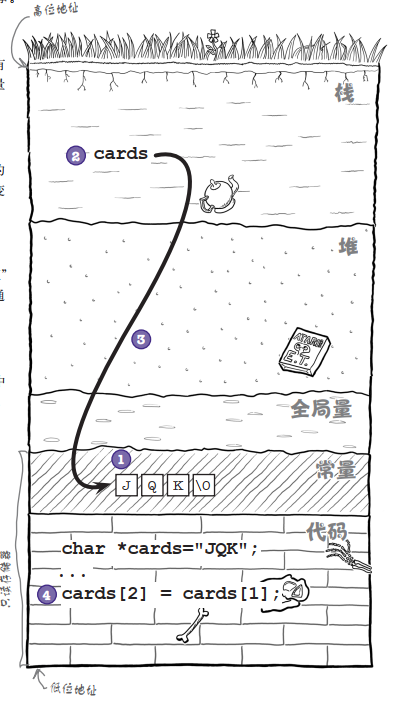 高位地址
栈
② cards
堆
③
ATARI
E.T.
全局量
①
常量
J Q K \0
代码
char *cards="JQK";
...
④ cards[2] = cards[1];
低位地址